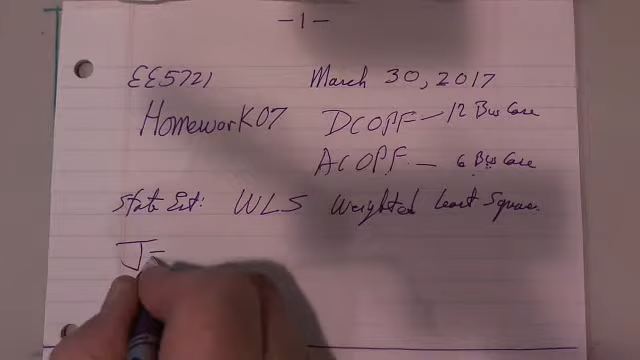 -1-
EE5721 March 30, 2017
Homework07 DCOPF - 12 Bus Case
ACOPF - 6 Bus Case
State Est: WLS Weighted Least Square
J=